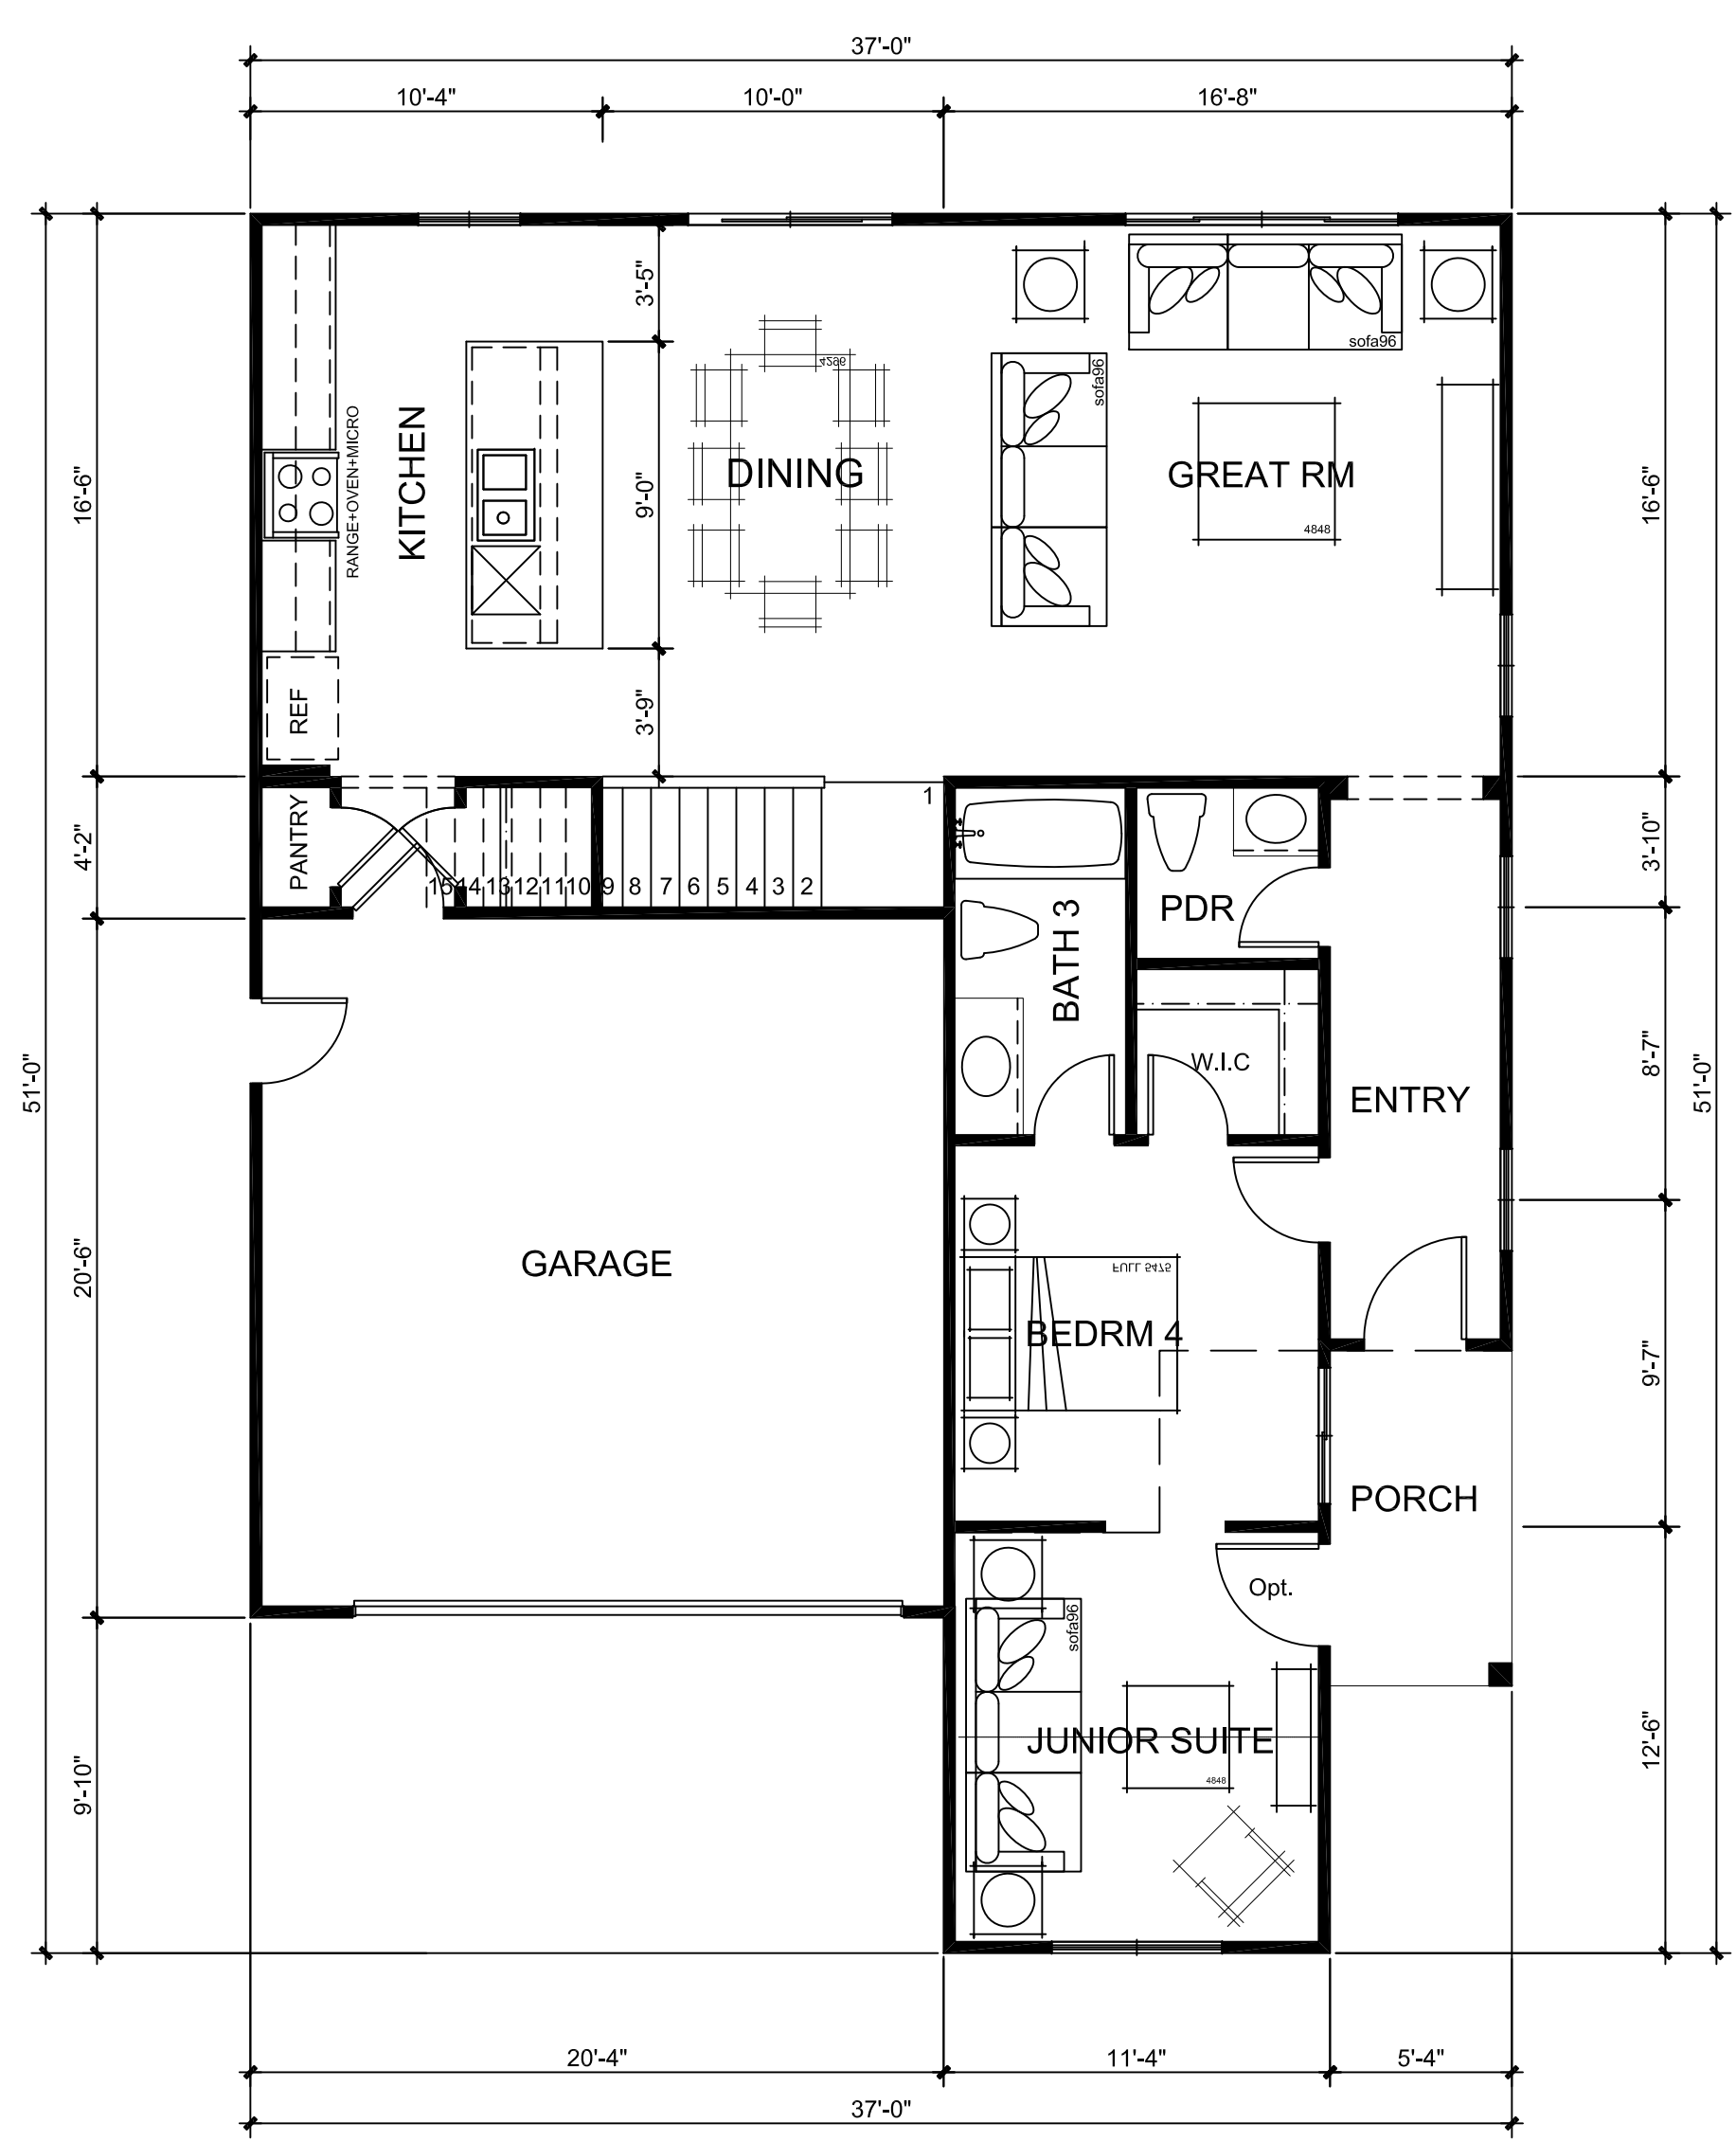 37'-0"
10'-4"
10'-0"
16'-8"
3'-5"
sofa96
4296
sofa96
RANGE+OVEN+MICRO
KITCHEN
9'-0"
DINING
GREAT RM
4848
16'-6"
16'-6"
REF
3'-9"
1
PANTRY
4'-2"
3'-10"
15 14 13 12 11 10 9 8 7 6 5 4 3 2
PDR
BATH 3
W.I.C
51'-0"
8'-7"
51'-0"
ENTRY
20'-6"
GARAGE
FULL 5475
BEDRM 4
9'-7"
PORCH
Opt.
sofa96
JUNIOR SUITE
4848
12'-6"
9'-10"
20'-4"
11'-4"
5'-4"
37'-0"